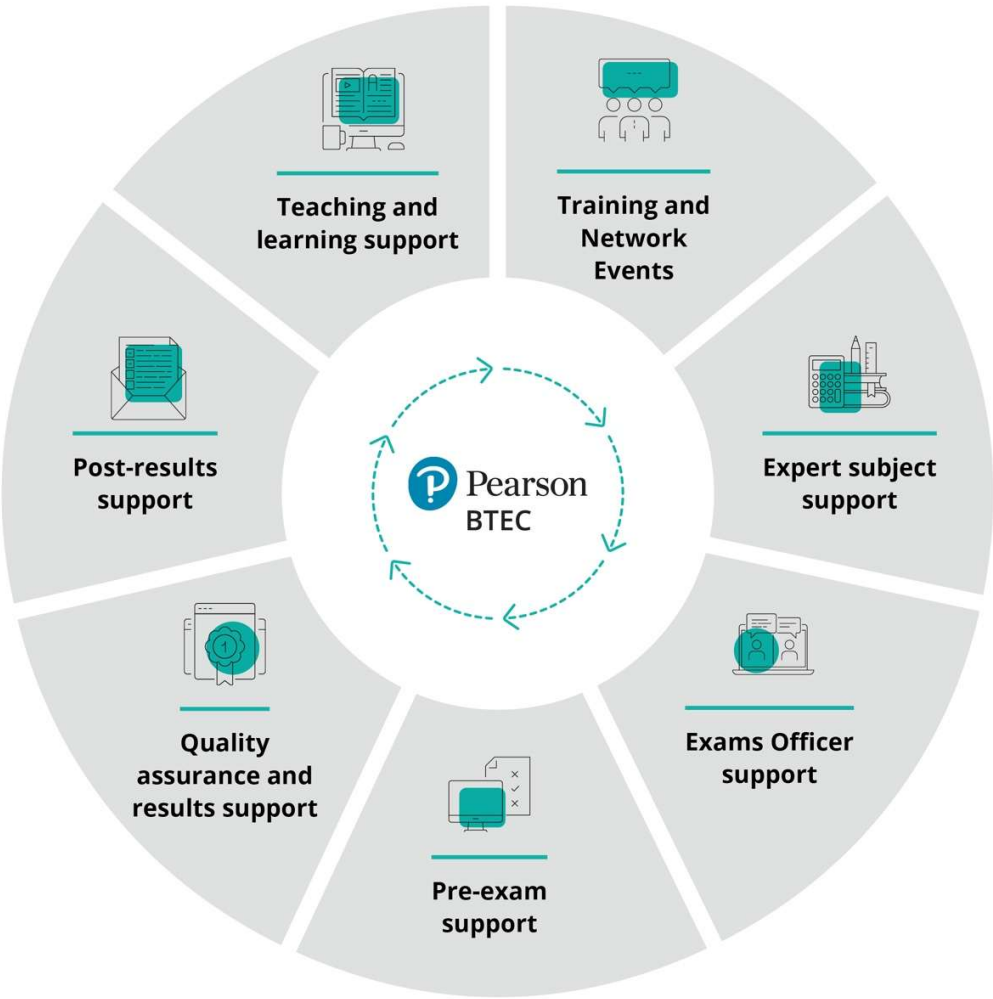 Teaching and
learning support
Training and
Network
Events
Expert subject
support
Exams Officer
support
Pre-exam
support
Quality
assurance and
results support
Post-results
support
Pearson
BTEC